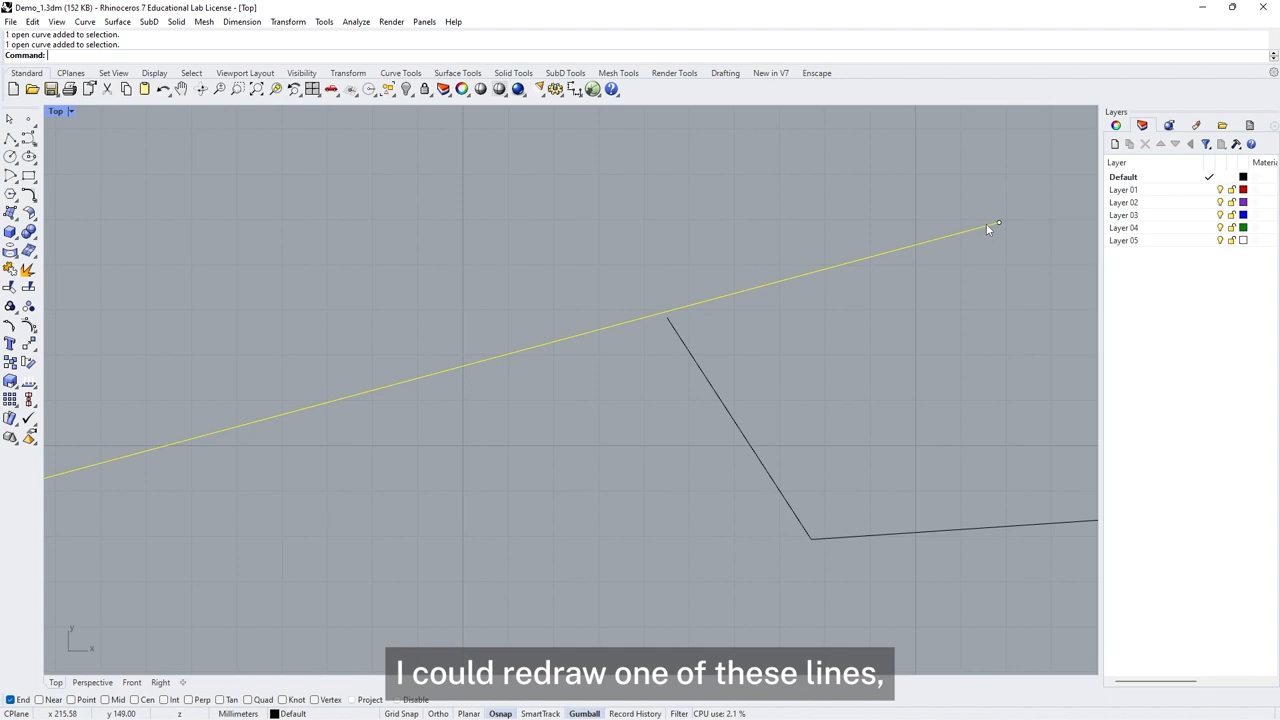 Demo_1.3dm (152 KB) - Rhinoceros 7 Educational Lab License - [Top]
File Edit View Curve Surface SubD Solid Mesh Dimension Transform Tools Analyze Render Panels Help
1 open curve added to selection.
1 open curve added to selection.
Command:
Standard CPlanes Set View Display Select Viewport Layout Visibility Transform Curve Tools Surface Tools Solid Tools SubD Tools Mesh Tools Render Tools Drafting New in V7 Enscape
Top
Layers
Layer Materia
Default
Layer 01
Layer 02
Layer 03
Layer 04
Layer 05
y
x
I could redraw one of these lines,
Top Perspective Front Right
End Near Point Mid Cen Int Perp Tan Quad Knot Vertex Project Disable
CPlane x 215.58 y 149.00 z Millimeters Default Grid Snap Ortho Planar Osnap SmartTrack Gumball Record History Filter CPU use: 2.1 %